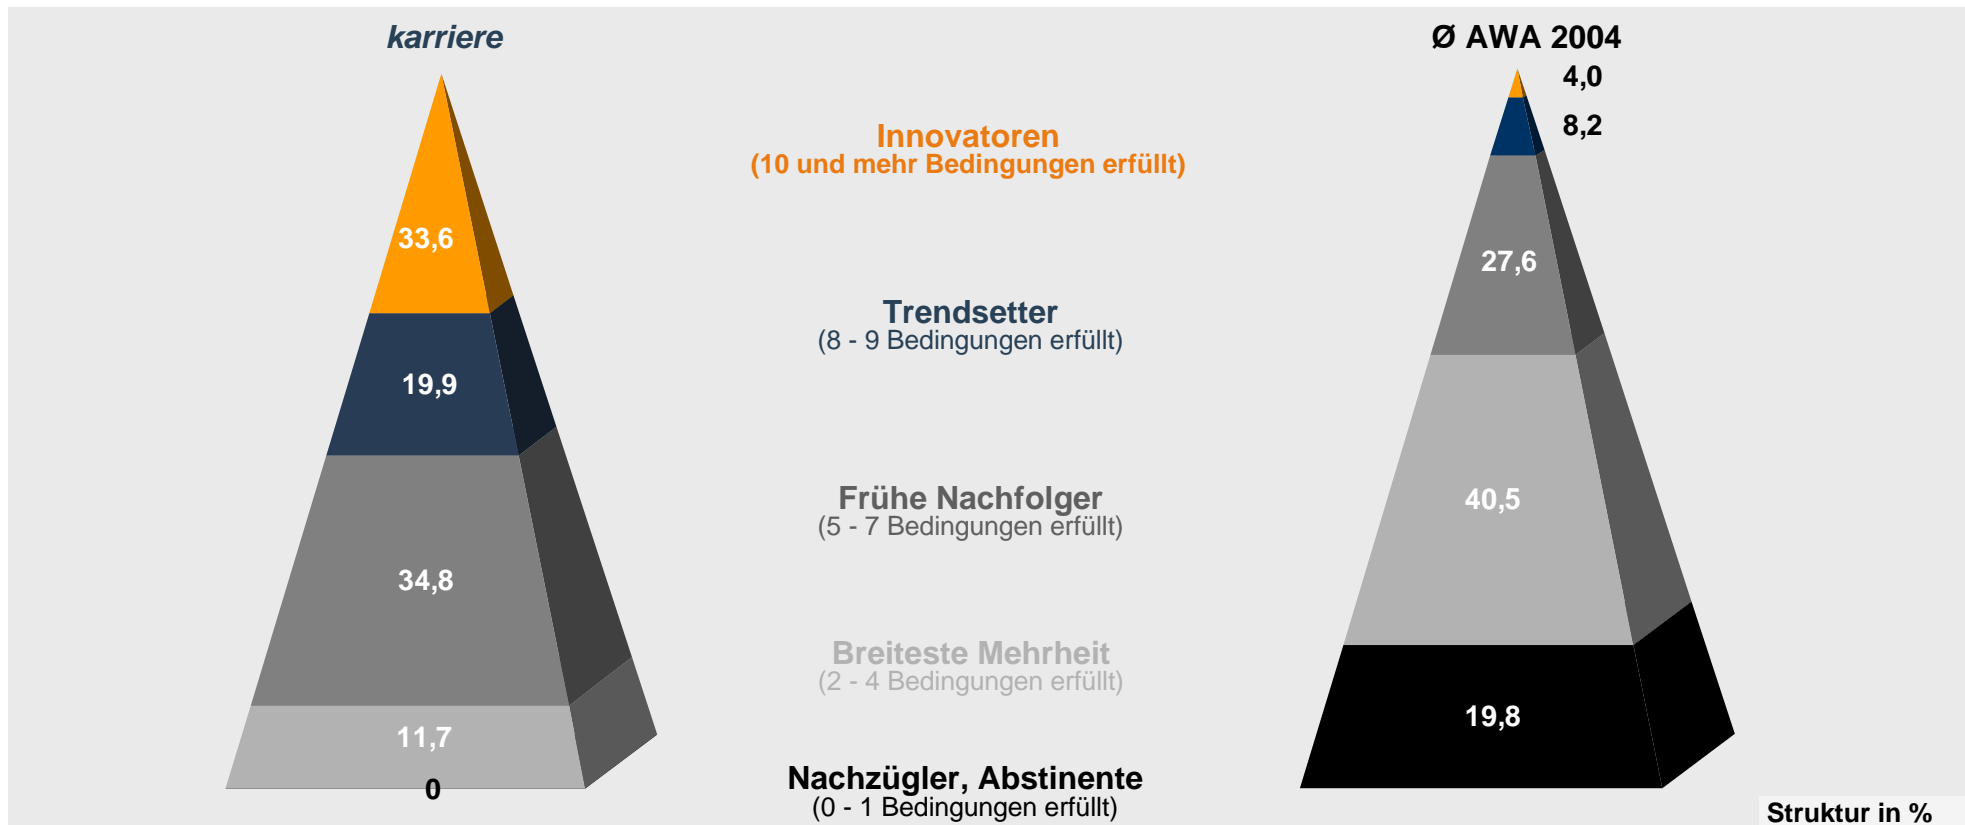 karriere
33,6
19,9
34,8
11,7
0
Innovatoren
(10 und mehr Bedingungen erfüllt)
Trendsetter
(8 - 9 Bedingungen erfüllt)
Frühe Nachfolger
(5 - 7 Bedingungen erfüllt)
Breiteste Mehrheit
(2 - 4 Bedingungen erfüllt)
Nachzügler, Abstinente
(0 - 1 Bedingungen erfüllt)
Ø AWA 2004
4,0
8,2
27,6
40,5
19,8
Struktur in %